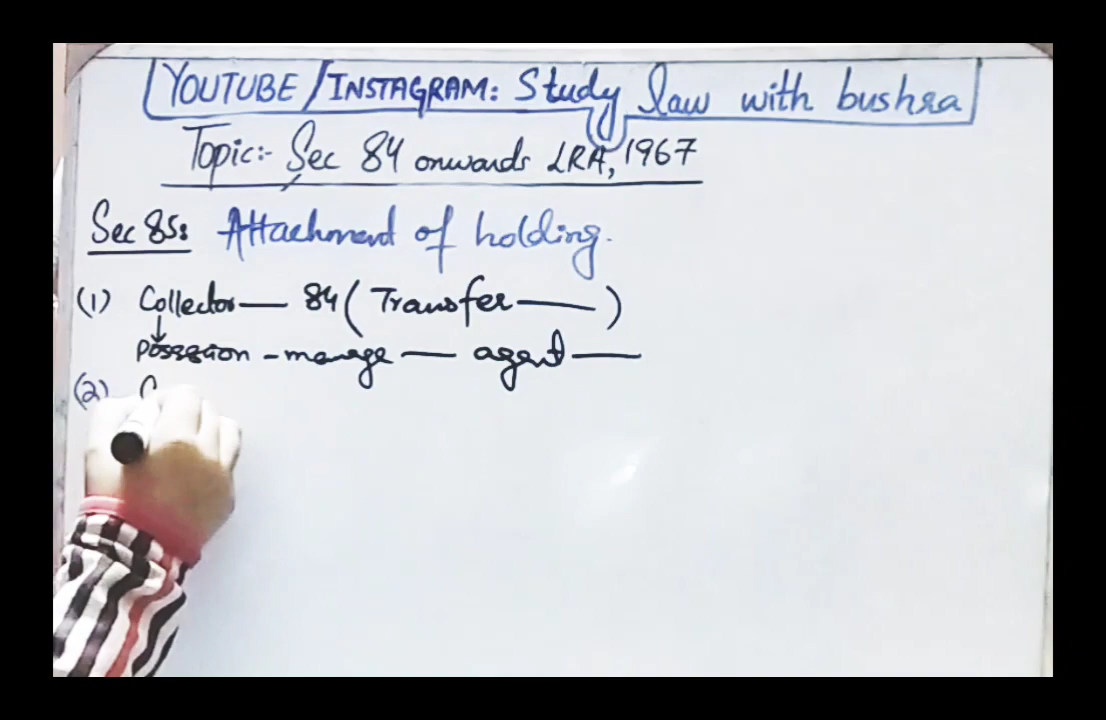 YOUTUBE/INSTAGRAM: Study law with bushra
Topic:- Sec 84 onwards LRA, 1967
Sec 85: Attachment of holding.
(1) Collector — 84 ( Transfer — )
↓
possession - manage — agent —
(2) C